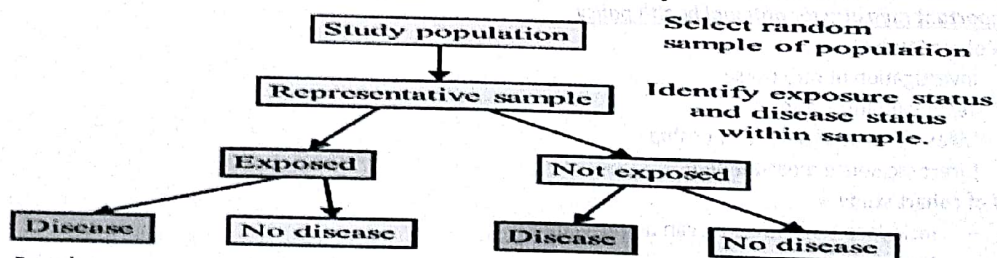 Study population
Select random
sample of population
Representative sample
Identify exposure status
and disease status
within sample.
Exposed
Not exposed
Disease
No disease
Disease
No disease